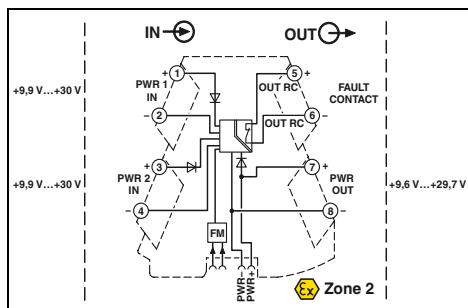 IN OUT
1 5
+ +
PWR 1 OUT RC FAULT
IN CONTACT
+9,9 V...+30 V
2 OUT RC 6
– –
3 7
+ +
PWR 2 PWR
IN OUT
+9,9 V...+30 V +9,6 V...+29,7 V
4 8
– –
FM
PWR-
PWR+
Ex Zone 2